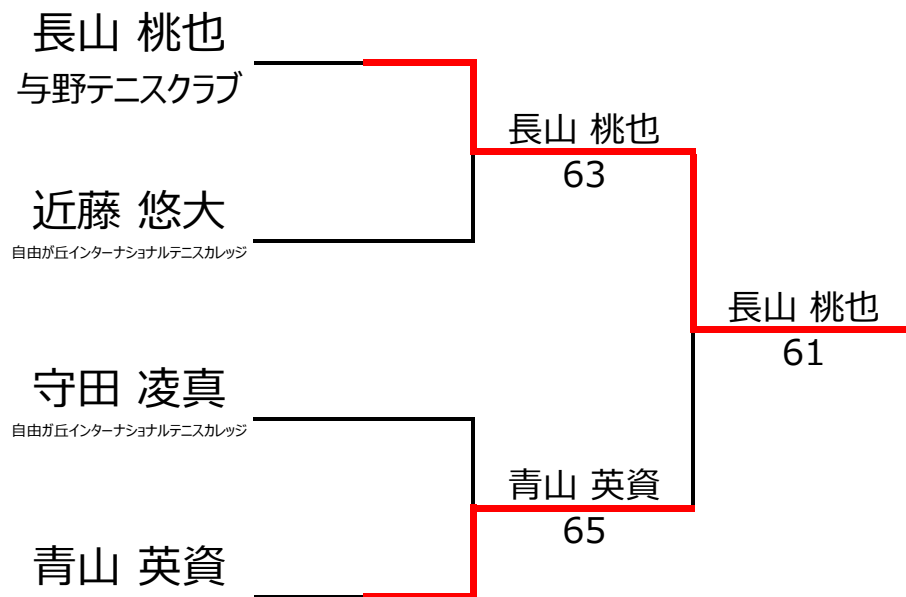 長山 桃也
与野テニスクラブ
長山 桃也
63
近藤 悠大
自由が丘インターナショナルテニスカレッジ
長山 桃也
61
守田 凌真
自由ガ丘インターナショナルテニスカレッジ
青山 英資
65
青山 英資